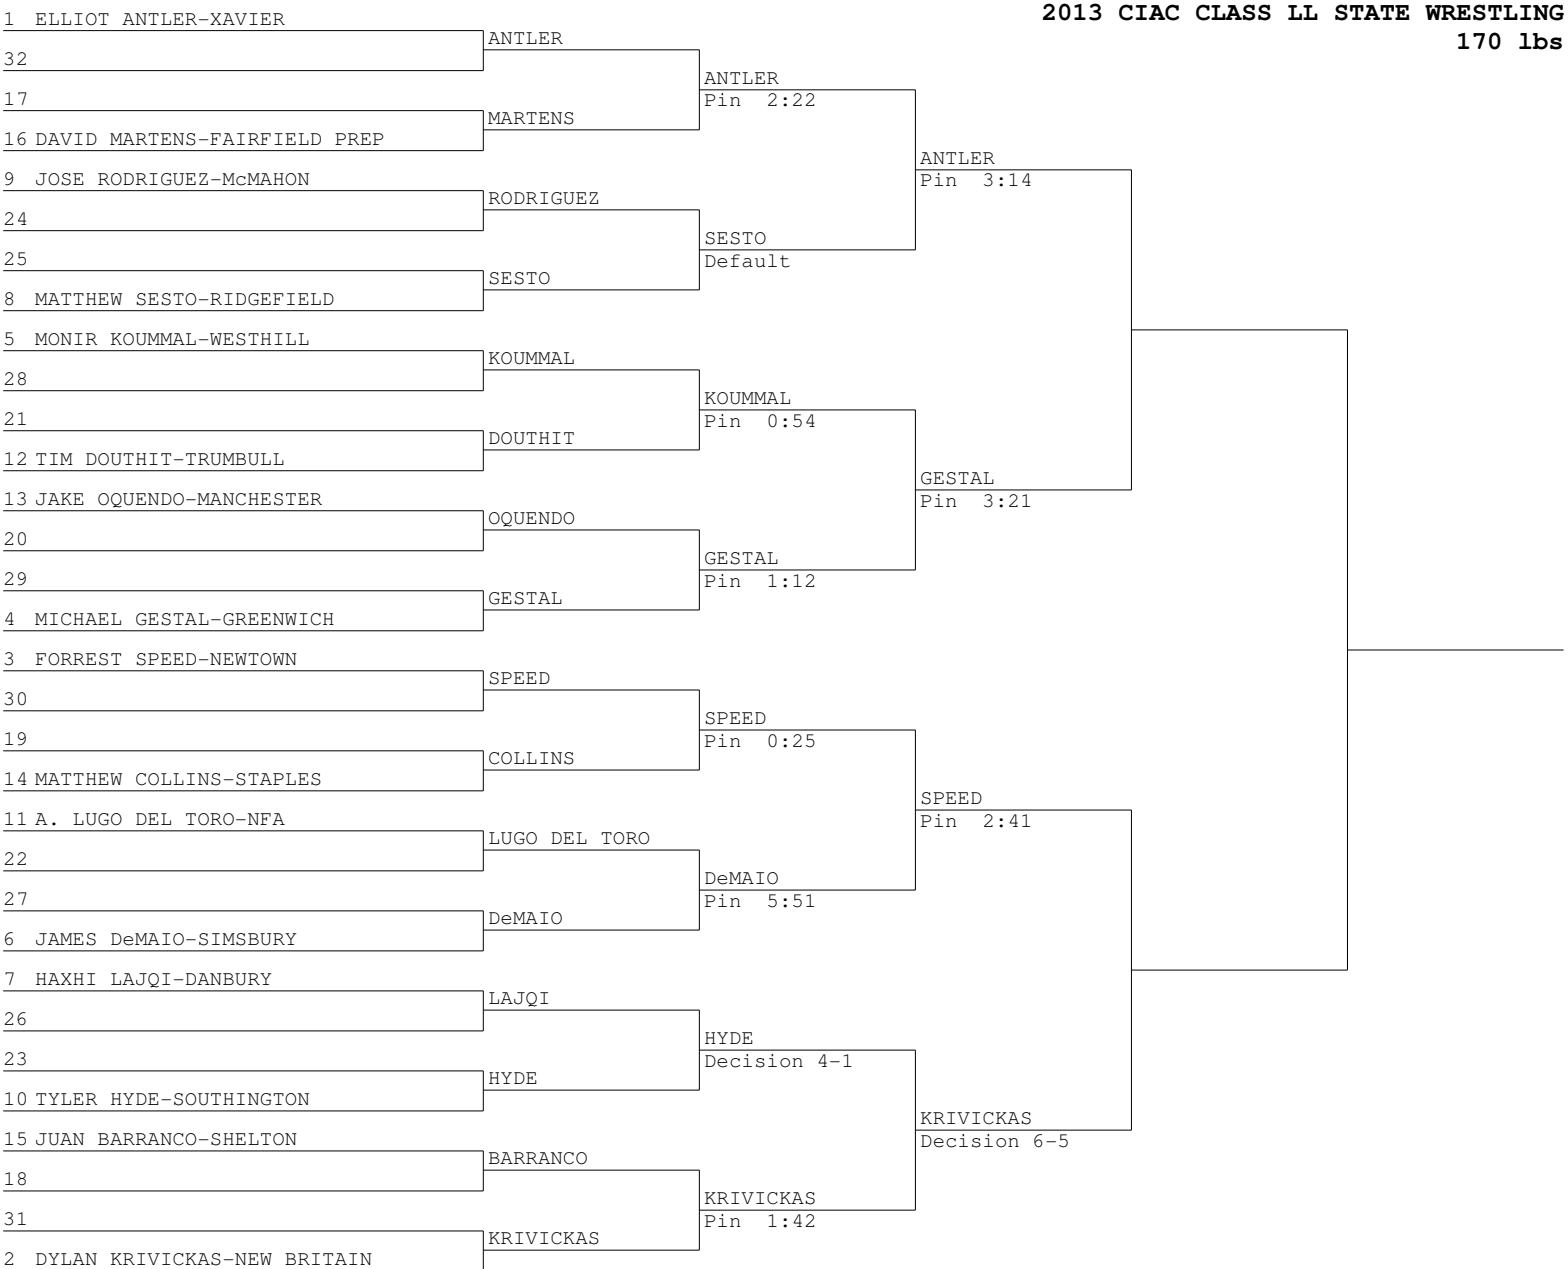 2013 CIAC CLASS LL STATE WRESTLING
170 lbs
1 ELLIOT ANTLER-XAVIER
32
17
16 DAVID MARTENS-FAIRFIELD PREP
9 JOSE RODRIGUEZ-McMAHON
24
25
8 MATTHEW SESTO-RIDGEFIELD
5 MONIR KOUMMAL-WESTHILL
28
21
12 TIM DOUTHIT-TRUMBULL
13 JAKE OQUENDO-MANCHESTER
20
29
4 MICHAEL GESTAL-GREENWICH
3 FORREST SPEED-NEWTOWN
30
19
14 MATTHEW COLLINS-STAPLES
11 A. LUGO DEL TORO-NFA
22
27
6 JAMES DeMAIO-SIMSBURY
7 HAXHI LAJQI-DANBURY
26
23
10 TYLER HYDE-SOUTHINGTON
15 JUAN BARRANCO-SHELTON
18
31
2 DYLAN KRIVICKAS-NEW BRITAIN
ANTLER
MARTENS
RODRIGUEZ
SESTO
KOUMMAL
DOUTHIT
OQUENDO
GESTAL
SPEED
COLLINS
LUGO DEL TORO
DeMAIO
LAJQI
HYDE
BARRANCO
KRIVICKAS
ANTLER
Pin 2:22
SESTO
Default
KOUMMAL
Pin 0:54
GESTAL
Pin 1:12
SPEED
Pin 0:25
DeMAIO
Pin 5:51
HYDE
Decision 4-1
KRIVICKAS
Pin 1:42
ANTLER
Pin 3:14
GESTAL
Pin 3:21
SPEED
Pin 2:41
KRIVICKAS
Decision 6-5